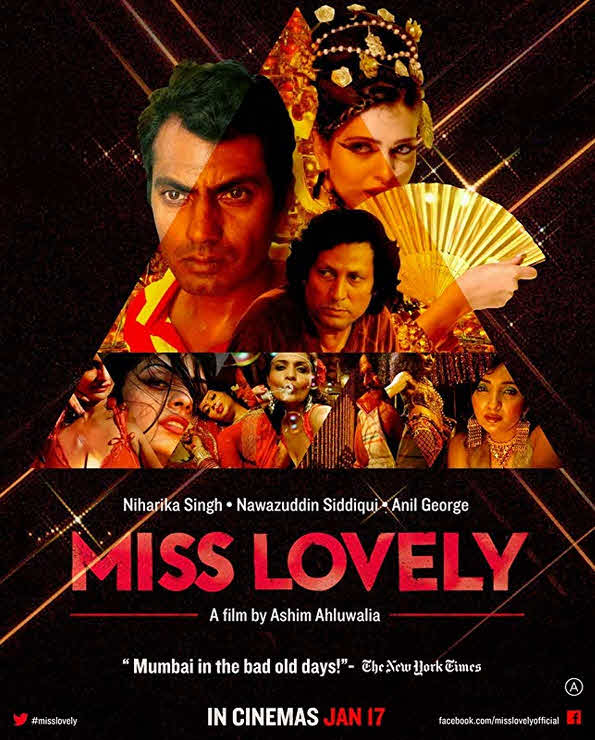 Niharika Singh • Nawazuddin Siddiqui • Anil George
MISS LOVELY
A film by Ashim Ahluwalia
“ Mumbai in the bad old days!”- The New York Times
A
#misslovely
IN CINEMAS JAN 17
facebook.com/misslovelyofficial